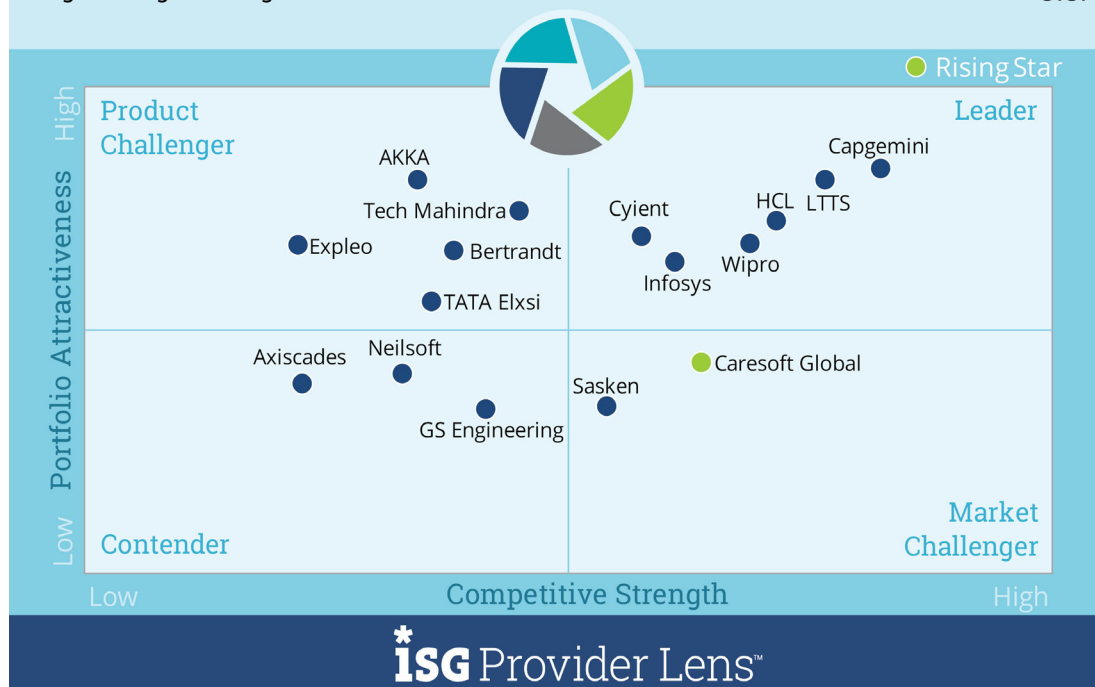 Rising Star
High
Product
Challenger
Leader
AKKA
Capgemini
Tech Mahindra
Cyient
HCL
LTTS
Expleo
Bertrandt
Wipro
Infosys
TATA Elxsi
Portfolio Attractiveness
Axiscades
Neilsoft
Caresoft Global
Sasken
GS Engineering
Low
Contender
Market
Challenger
Low
Competitive Strength
High
*ISG Provider Lens™